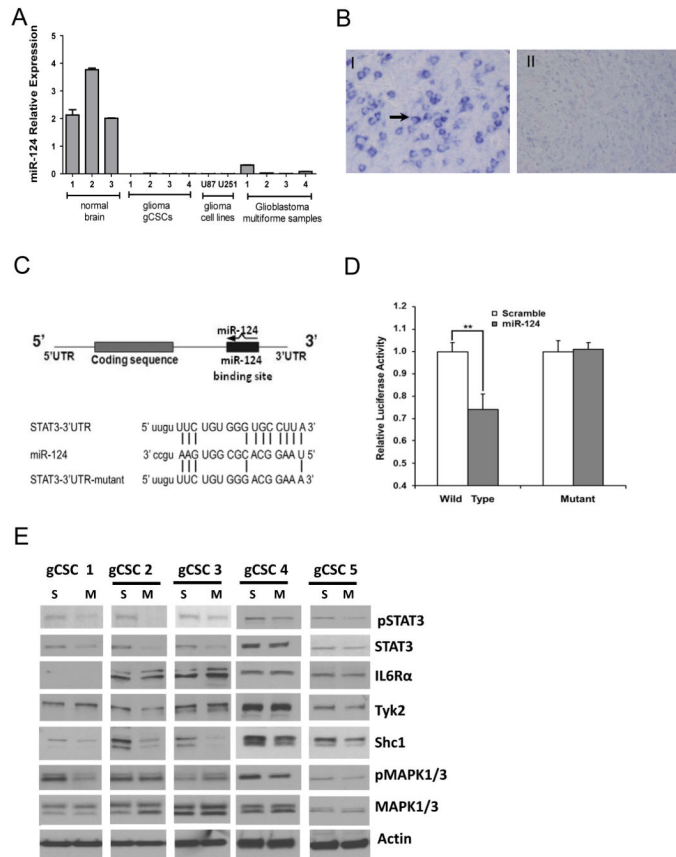 A
miR-124 Relative Expression
5
4
3
2
1
0
1 2 3 1 2 3 4 U87 U251 1 2 3 4
normal brain
glioma gCSCs
glioma cell lines
Glioblastoma multiforme samples
B
I
II
C
5' 3'
miR-124
5'UTR Coding sequence miR-124 3'UTR
binding site
STAT3-3'UTR 5' uugu UUC UGU GGG UGC CUU A 3'
miR-124 3' ccgu AAG UGG CGC ACG GAA U 5'
STAT3-3'UTR-mutant 5' uugu UUC UGU GGG ACG GAA A 3'
D
Relative Luciferase Activity
1.2
1.1
1.0
0.9
0.8
0.7
0.6
0.5
0.4
Scramble
miR-124
**
Wild Type Mutant
E
gCSC 1 gCSC 2 gCSC 3 gCSC 4 gCSC 5
S M S M S M S M S M
pSTAT3
STAT3
IL6Rα
Tyk2
Shc1
pMAPK1/3
MAPK1/3
Actin